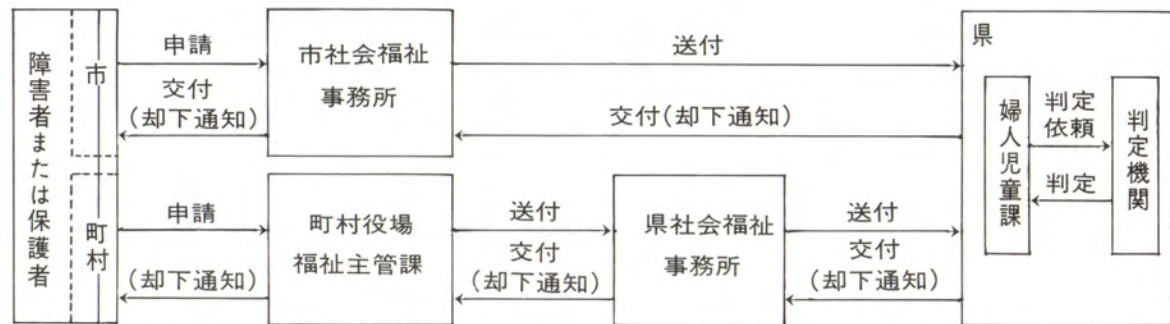 障害者または保護者
市
申請
交付
(却下通知)
市社会福祉
事務所
送付
交付(却下通知)
町村
申請
(却下通知)
町村役場
福祉主管課
送付
交付
(却下通知)
県社会福祉
事務所
送付
交付
(却下通知)
県
婦人児童課
判定
依頼
判定
判定機関